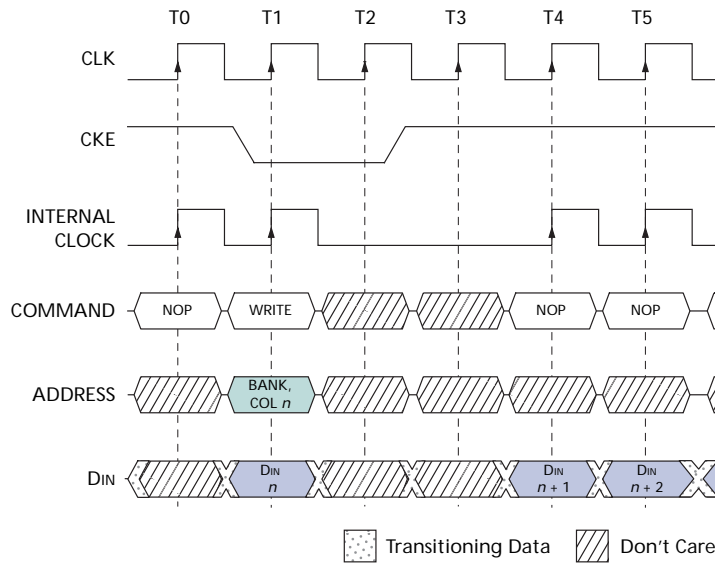 T0 T1 T2 T3 T4 T5
CLK
CKE
INTERNAL
CLOCK
COMMAND NOP WRITE NOP NOP
ADDRESS BANK,
COL n
DIN DIN
n DIN
n + 1 DIN
n + 2
Transitioning Data Don't Care